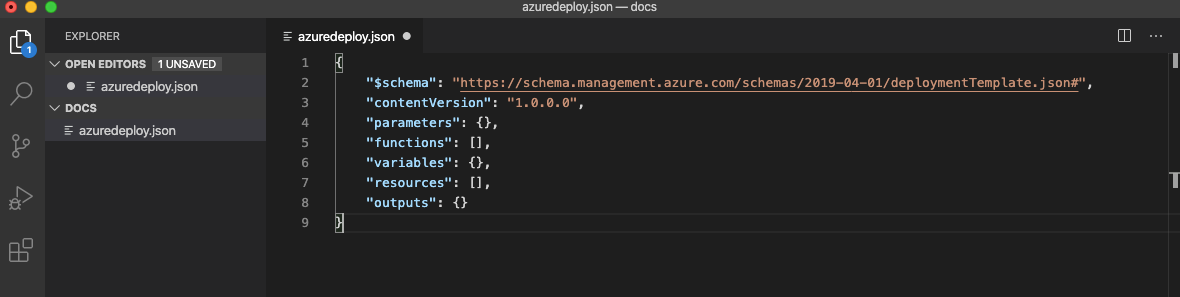 azuredeploy.json — docs
1
EXPLORER
OPEN EDITORS 1 UNSAVED
azuredeploy.json
DOCS
azuredeploy.json
azuredeploy.json
1 {
2 "$schema": "https://schema.management.azure.com/schemas/2019-04-01/deploymentTemplate.json#",
3 "contentVersion": "1.0.0.0",
4 "parameters": {},
5 "functions": [],
6 "variables": {},
7 "resources": [],
8 "outputs": {}
9 }